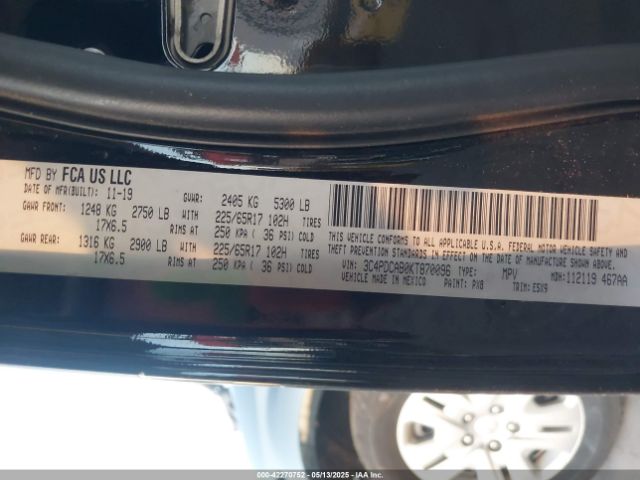 MFD BY FCA US LLC
DATE OF MFR(BUILT): 11-19 GVWR: 2405 KG 5300 LB
GAWR FRONT: 1248 KG 2750 LB WITH 225/65R17 102H TIRES
17X6.5 RIMS AT 250 KPA ( 36 PSI) COLD
GAWR REAR: 1316 KG 2900 LB WITH 225/65R17 102H TIRES
17X6.5 RIMS AT 250 KPA ( 36 PSI) COLD
THIS VEHICLE CONFORMS TO ALL APPLICABLE U.S.A. FEDERAL MOTOR VEHICLE SAFETY, BUMPER, AND
THEFT PREVENTION STANDARDS IN EFFECT ON THE DATE OF MANUFACTURE SHOWN ABOVE.
VIN: 3C4PDCAB0KT870096 TYPE: MPV MDH: 112119 467AA
VEHICLE MADE IN MEXICO PAINT: PX8 TRIM: E5X9
000-42270752 - 05/13/2025 - IAA Inc.